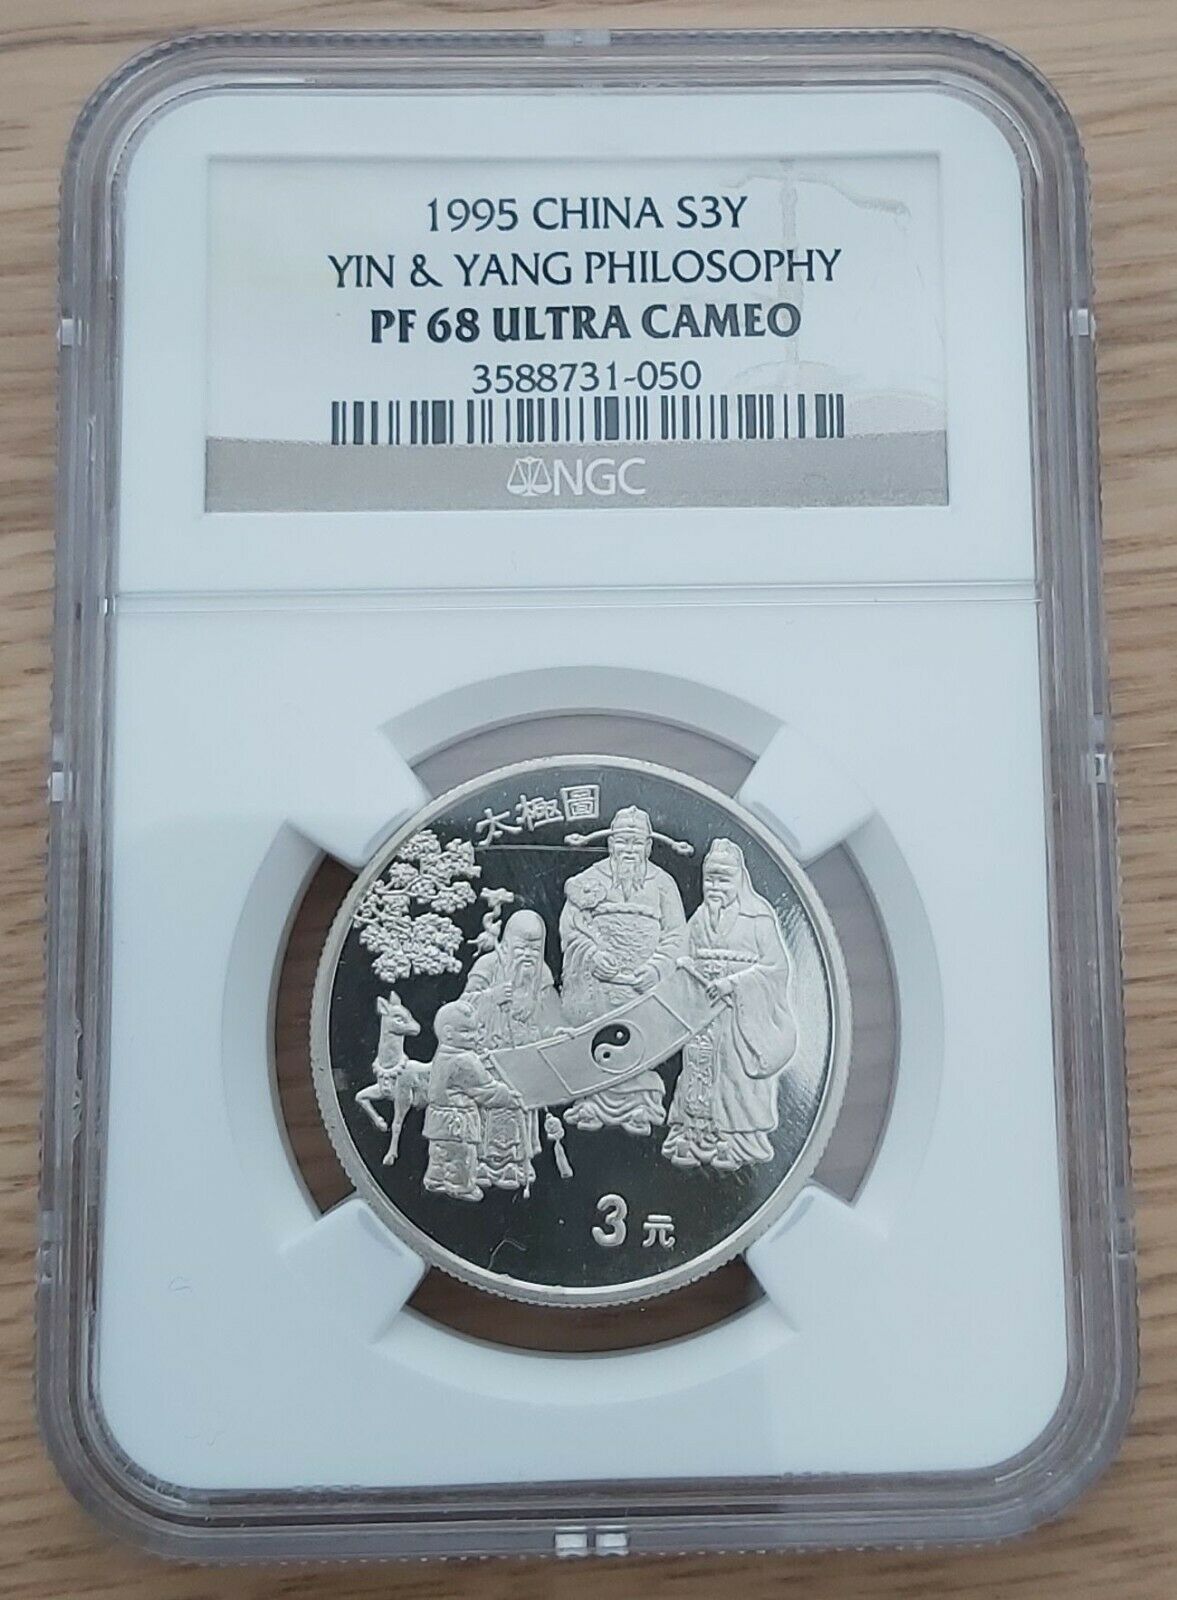 1995 CHINA S3Y
YIN & YANG PHILOSOPHY
PF 68 ULTRA CAMEO
3588731-050
NGC
太極圖
3元